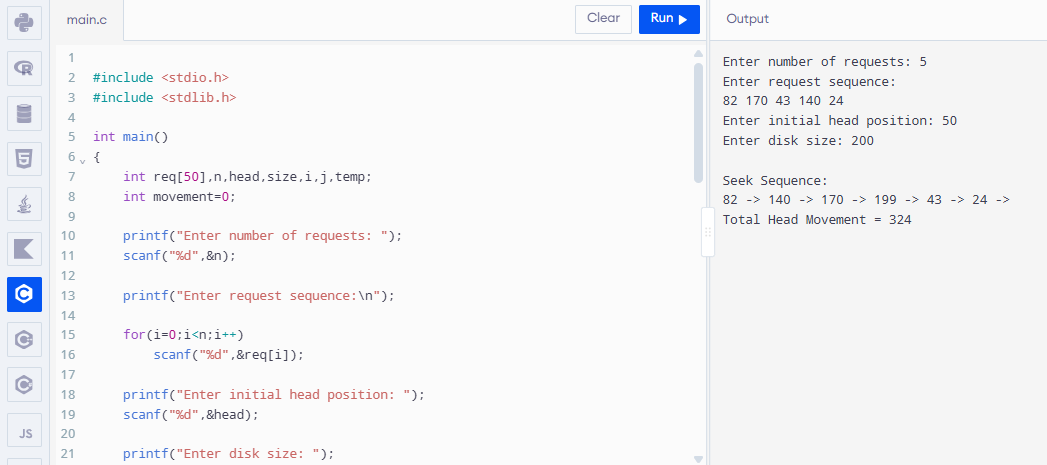 main.c
Clear
Run
Output
1
2 #include <stdio.h>
3 #include <stdlib.h>
4
5 int main()
6 {
7     int req[50],n,head,size,i,j,temp;
8     int movement=0;
9
10     printf("Enter number of requests: ");
11     scanf("%d",&n);
12
13     printf("Enter request sequence:\n");
14
15     for(i=0;i<n;i++)
16         scanf("%d",&req[i]);
17
18     printf("Enter initial head position: ");
19     scanf("%d",&head);
20
21     printf("Enter disk size: ");
Enter number of requests: 5
Enter request sequence:
82 170 43 140 24
Enter initial head position: 50
Enter disk size: 200
Seek Sequence:
82 -> 140 -> 170 -> 199 -> 43 -> 24 ->
Total Head Movement = 324
JS